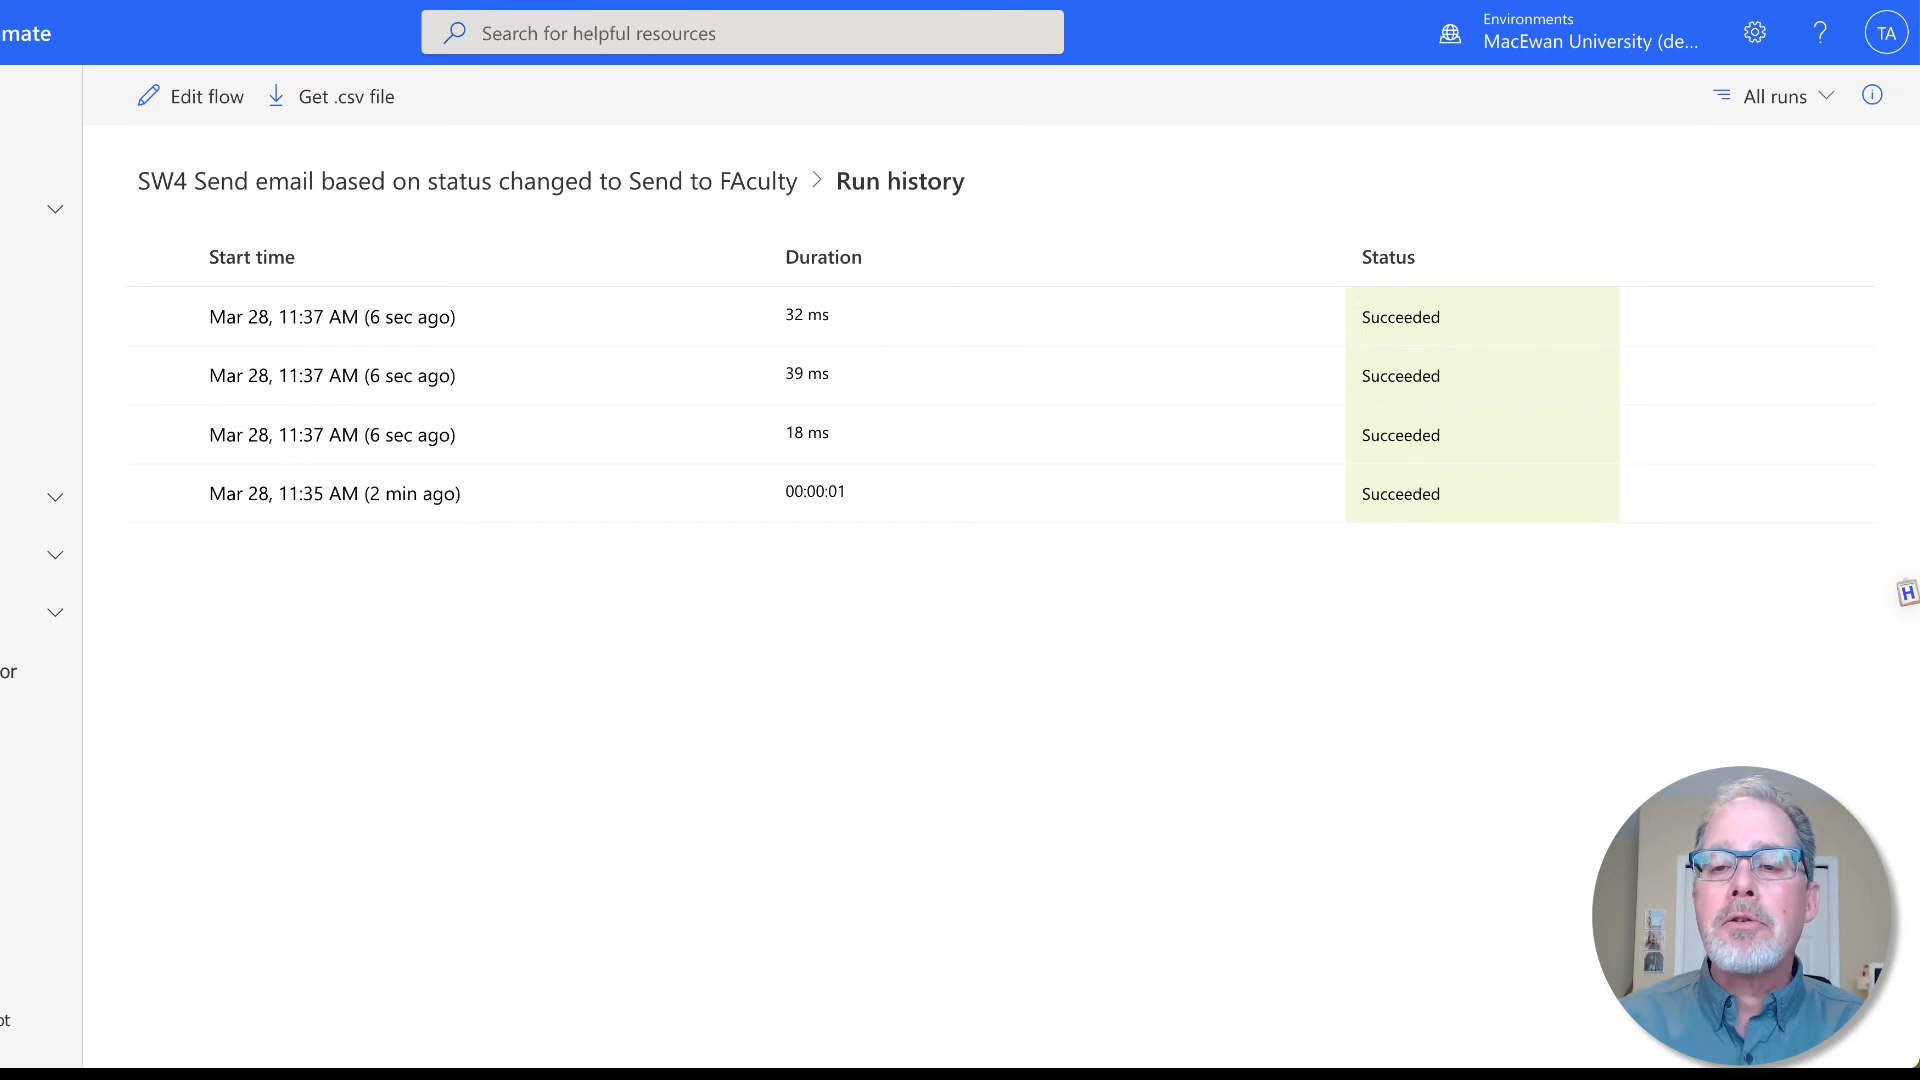 mate
Search for helpful resources
Environments
MacEwan University (de...
TA
Edit flow
Get .csv file
All runs
SW4 Send email based on status changed to Send to FAculty > Run history
Start time Duration Status
Mar 28, 11:37 AM (6 sec ago) 32 ms Succeeded
Mar 28, 11:37 AM (6 sec ago) 39 ms Succeeded
Mar 28, 11:37 AM (6 sec ago) 18 ms Succeeded
Mar 28, 11:35 AM (2 min ago) 00:00:01 Succeeded
H
or
ot